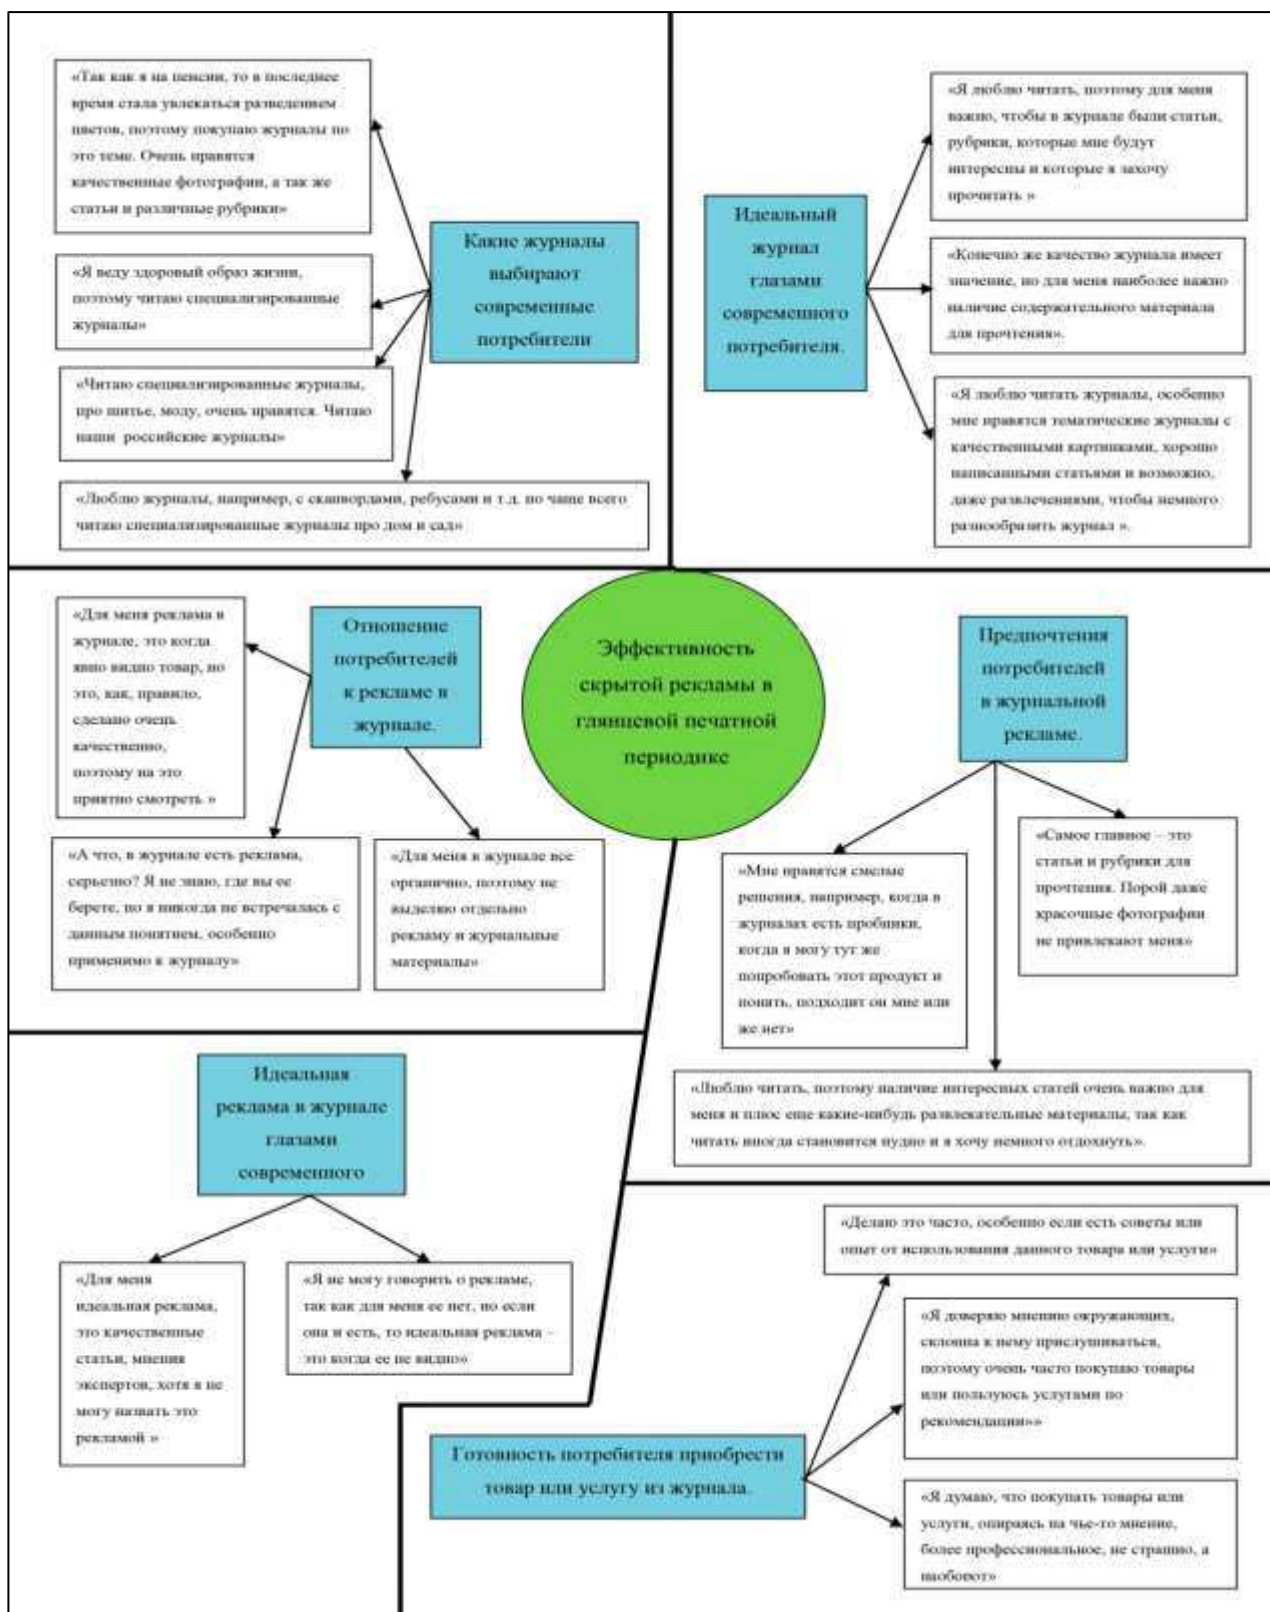 «Так как я на пенсии, то в последнее
время стала увлекаться разведением
цветов, поэтому покупаю журналы по
это теме. Очень нравятся
качественные фотографии, а так же
статьи и различные рубрики»
Какие журналы
выбирают
современные
потребители
«Я веду здоровый образ жизни,
поэтому читаю специализированные
журналы»
«Читаю специализированные журналы,
про шитье, моду, очень нравятся. Читаю
наши российские журналы»
«Люблю журналы, например, с сканвордами, ребусами и т.д. но чаще всего
читаю специализированные журналы про дом и сад»
Идеальный
журнал
глазами
современного
потребителя.
«Я люблю читать, поэтому для меня
важно, чтобы в журнале были статьи,
рубрики, которые мне будут
интересны и которые я захочу
прочитать »
«Конечно же качество журнала имеет
значение, но для меня наиболее важно
наличие содержательного материала
для прочтения».
«Я люблю читать журналы, особенно
мне нравятся тематические журналы с
качественными картинками, хорошо
написанными статьями и возможно,
даже развлечениями, чтобы немного
разнообразить журнал ».
Эффективность
скрытой рекламы в
глянцевой печатной
периодике
Отношение
потребителей
к рекламе в
журнале.
«Для меня реклама в
журнале, это когда
явно видно товар, но
это, как, правило,
сделано очень
качественно,
поэтому на это
приятно смотреть »
«А что, в журнале есть реклама,
серьезно? Я не знаю, где вы ее
берете, но я никогда не встречалась с
данным понятием, особенно
применимо к журналу»
«Для меня в журнале все
органично, поэтому не
выделяю отдельно
рекламу и журнальные
материалы»
Предпочтения
потребителей
в журнальной
рекламе.
«Мне нравятся смелые
решения, например, когда в
журналах есть пробники,
когда я могу тут же
попробовать этот продукт и
понять, подходит он мне или
же нет»
«Самое главное – это
статьи и рубрики для
прочтения. Порой даже
красочные фотографии
не привлекают меня»
«Люблю читать, поэтому наличие интересных статей очень важно для
меня и плюс еще какие-нибудь развлекательные материалы, так как
читать иногда становится нудно и я хочу немного отдохнуть».
Идеальная
реклама в журнале
глазами
современного
«Для меня
идеальная реклама,
это качественные
статьи, мнения
экспертов, хотя я не
могу назвать это
рекламой »
«Я не могу говорить о рекламе,
так как для меня ее нет, но если
она и есть, то идеальная реклама –
это когда ее не видно»
Готовность потребителя приобрести
товар или услугу из журнала.
«Делаю это часто, особенно если есть советы или
опыт от использования данного товара или услуги»
«Я доверяю мнению окружающих,
склонна к нему прислушиваться,
поэтому очень часто покупаю товары
или пользуюсь услугами по
рекомендации»»
«Я думаю, что покупать товары или
услуги, опираясь на чье-то мнение,
более профессиональное, не страшно, а
наоборот»